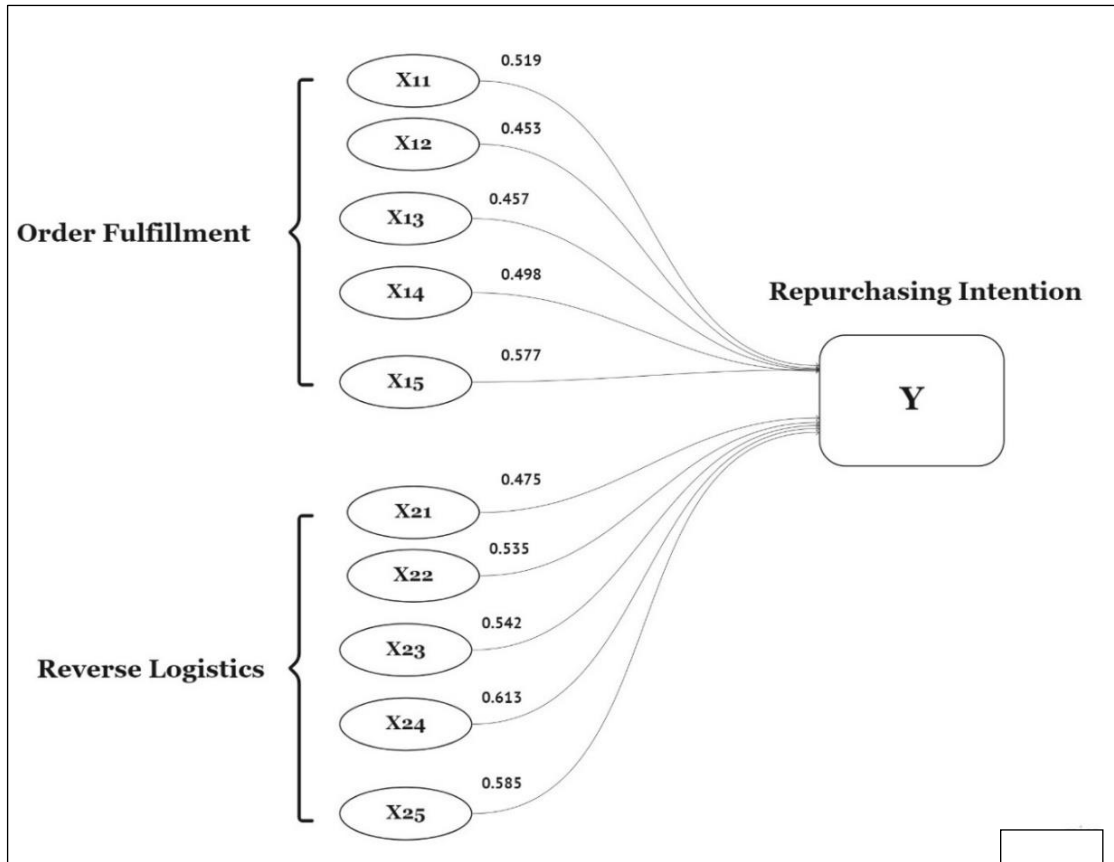 0.519
X11
0.453
X12
0.457
X13
Order Fulfillment
0.498
X14
Repurchasing Intention
0.577
X15
Y
0.475
X21
0.535
X22
0.542
X23
Reverse Logistics
0.613
X24
0.585
X25